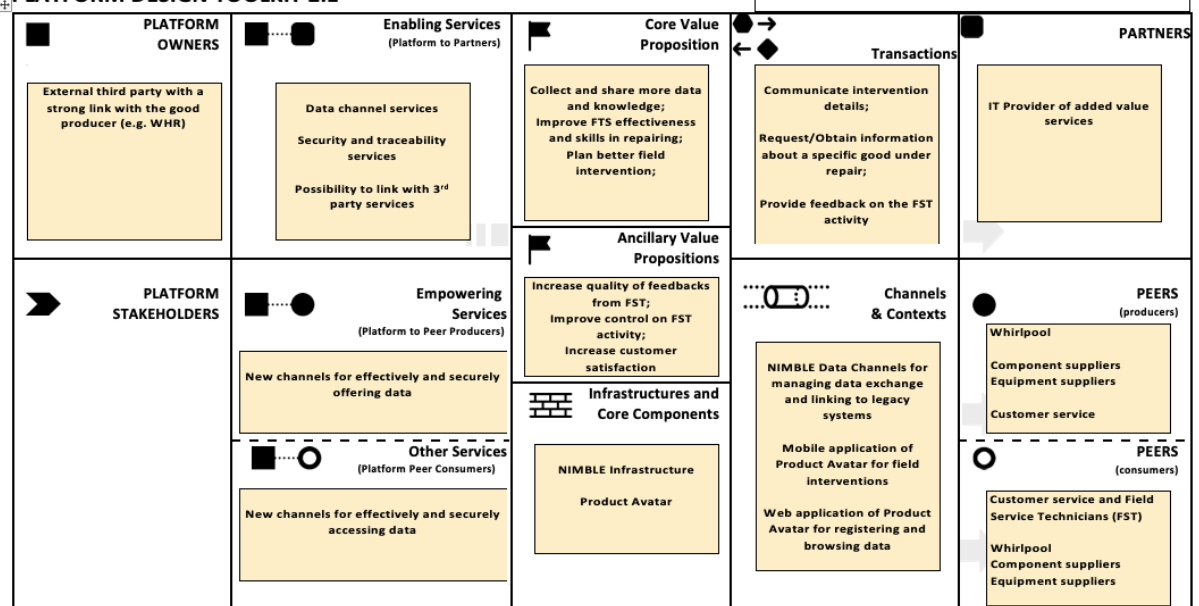 PLATFORM DESIGN TOOLKIT
PLATFORM
OWNERS
External third party with a
strong link with the good
producer (e.g. WHR)
Enabling Services
(Platform to Partners)
Data channel services
Security and traceability
services
Possibility to link with 3rd
party services
Core Value
Proposition
Collect and share more data
and knowledge;
Improve FTS effectiveness
and skills in repairing;
Plan better field
intervention;
Transactions
Communicate intervention
details;
Request/Obtain information
about a specific good under
repair;
Provide feedback on the FST
activity
PARTNERS
IT Provider of added value
services
Ancillary Value
Propositions
Increase quality of feedbacks
from FST;
Improve control on FST
activity;
Increase customer
satisfaction
PLATFORM
STAKEHOLDERS
Empowering
Services
(Platform to Peer Producers)
New channels for effectively and securely
offering data
Other Services
(Platform Peer Consumers)
New channels for effectively and securely
accessing data
Infrastructures and
Core Components
NIMBLE Infrastructure
Product Avatar
Channels
& Contexts
NIMBLE Data Channels for
managing data exchange
and linking to legacy
systems
Mobile application of
Product Avatar for field
interventions
Web application of Product
Avatar for registering and
browsing data
PEERS
(producers)
Whirlpool
Component suppliers
Equipment suppliers
Customer service
PEERS
(consumers)
Customer service and Field
Service Technicians (FST)
Whirlpool
Component suppliers
Equipment suppliers